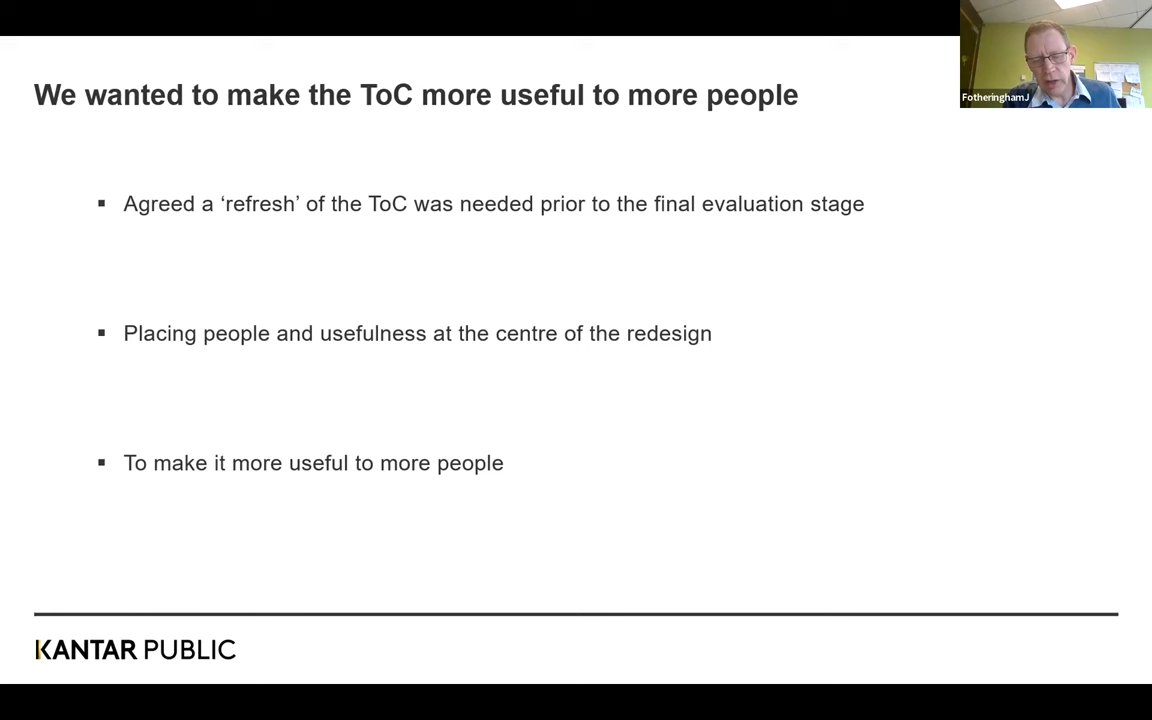 We wanted to make the ToC more useful to more people
FotheringhamJ
▪ Agreed a ‘refresh’ of the ToC was needed prior to the final evaluation stage
▪ Placing people and usefulness at the centre of the redesign
▪ To make it more useful to more people
KANTAR PUBLIC